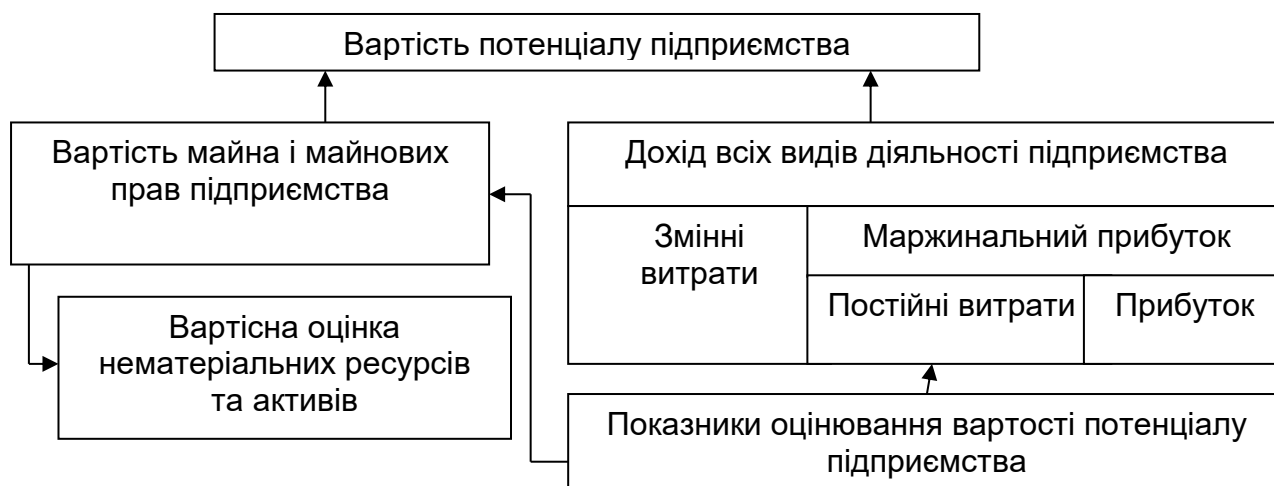 Вартість потенціалу підприємства
Вартість майна і майнових
прав підприємства
Дохід всіх видів діяльності підприємства
Змінні
витрати
Маржинальний прибуток
Постійні витрати
Прибуток
Вартісна оцінка
нематеріальних ресурсів
та активів
Показники оцінювання вартості потенціалу
підприємства